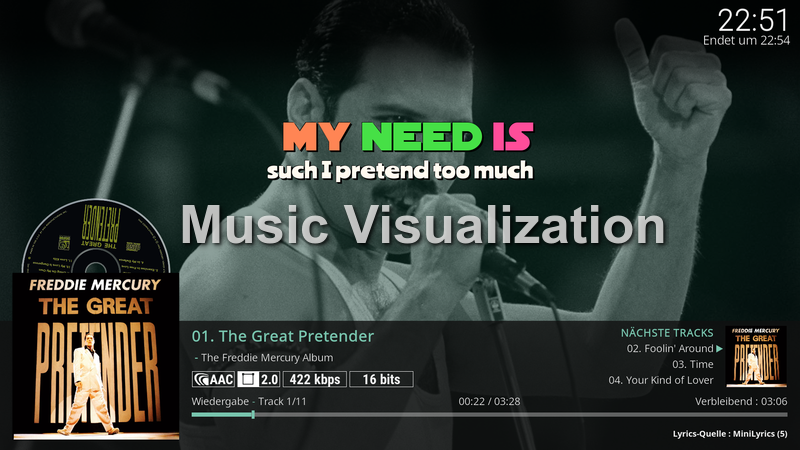 22:51
Endet um 22:54
MY NEED IS
such I pretend too much
Music Visualization
THE GREAT
PRETENDER
FREDDIE MERCURY
THE GREAT
PRETENDER
01. The Great Pretender
- The Freddie Mercury Album
AAC 2.0 422 kbps 16 bits
Wiedergabe · Track 1/11
00:22 / 03:28
NÄCHSTE TRACKS
02. Foolin' Around
03. Time
04. Your Kind of Lover
FREDDIE MERCURY
THE GREAT
PRETENDER
Verbleibend : 03:06
Lyrics-Quelle : MiniLyrics (5)